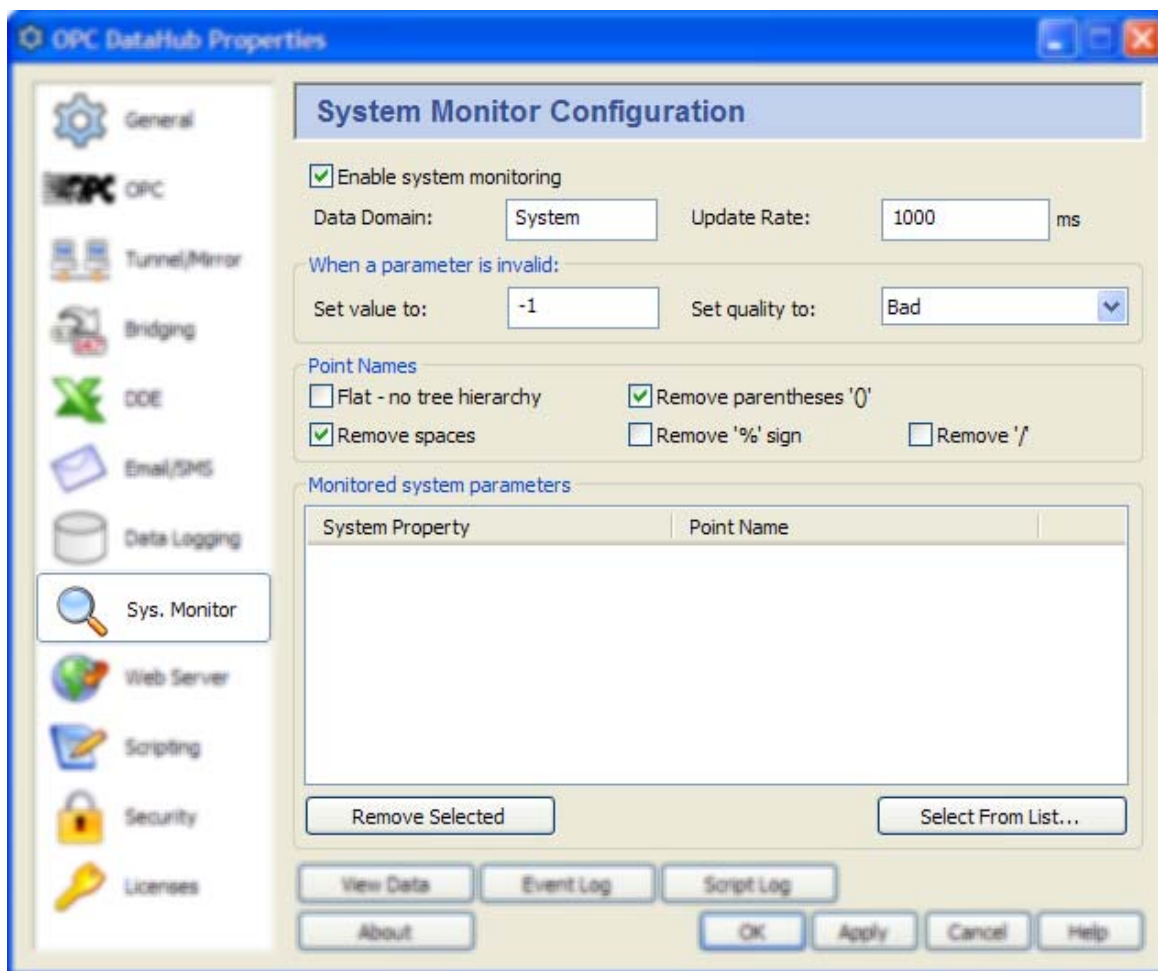 OPC DataHub Properties
General
OPC OPC
Tunnel/Mirror
Bridging
DDE
Email/SMS
Data Logging
Sys. Monitor
Web Server
Scripting
Security
Licenses
System Monitor Configuration
Enable system monitoring
Data Domain: System Update Rate: 1000 ms
When a parameter is invalid:
Set value to: -1 Set quality to: Bad
Point Names
Flat - no tree hierarchy Remove parentheses '()'
Remove spaces Remove '%' sign Remove '/'
Monitored system parameters
System Property Point Name
Remove Selected Select From List...
View Data Event Log Script Log
About OK Apply Cancel Help